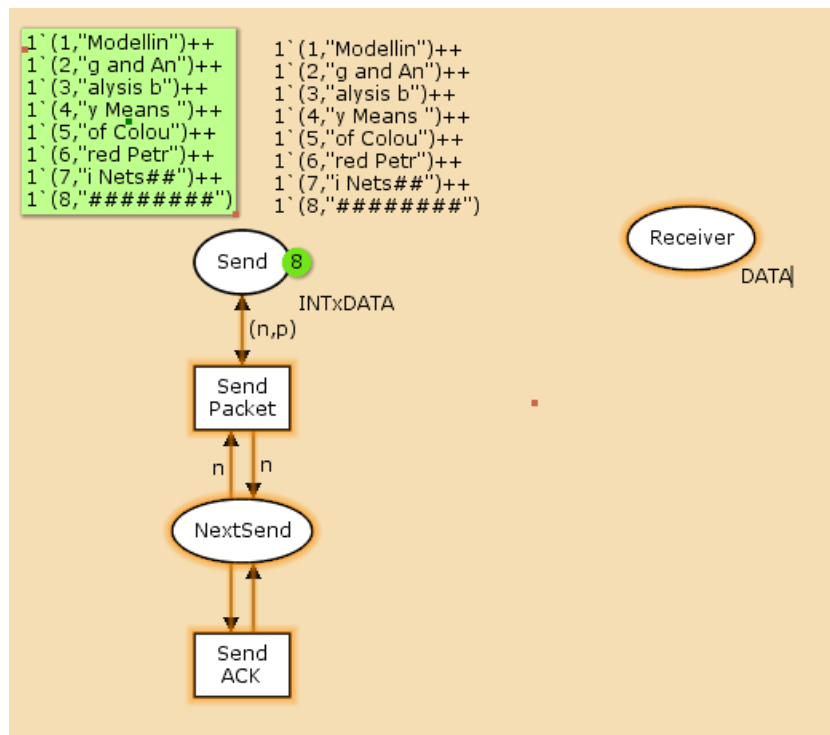 1`(1,"Modellin")++
1`(2,"g and An")++
1`(3,"alysis b")++
1`(4,"y Means ")++
1`(5,"of Colou")++
1`(6,"red Petr")++
1`(7,"i Nets##")++
1`(8,"########")
1`(1,"Modellin")++
1`(2,"g and An")++
1`(3,"alysis b")++
1`(4,"y Means ")++
1`(5,"of Colou")++
1`(6,"red Petr")++
1`(7,"i Nets##")++
1`(8,"########")
Send
8
INTxDATA
Receiver
DATA
(n,p)
Send
Packet
n
n
NextSend
Send
ACK